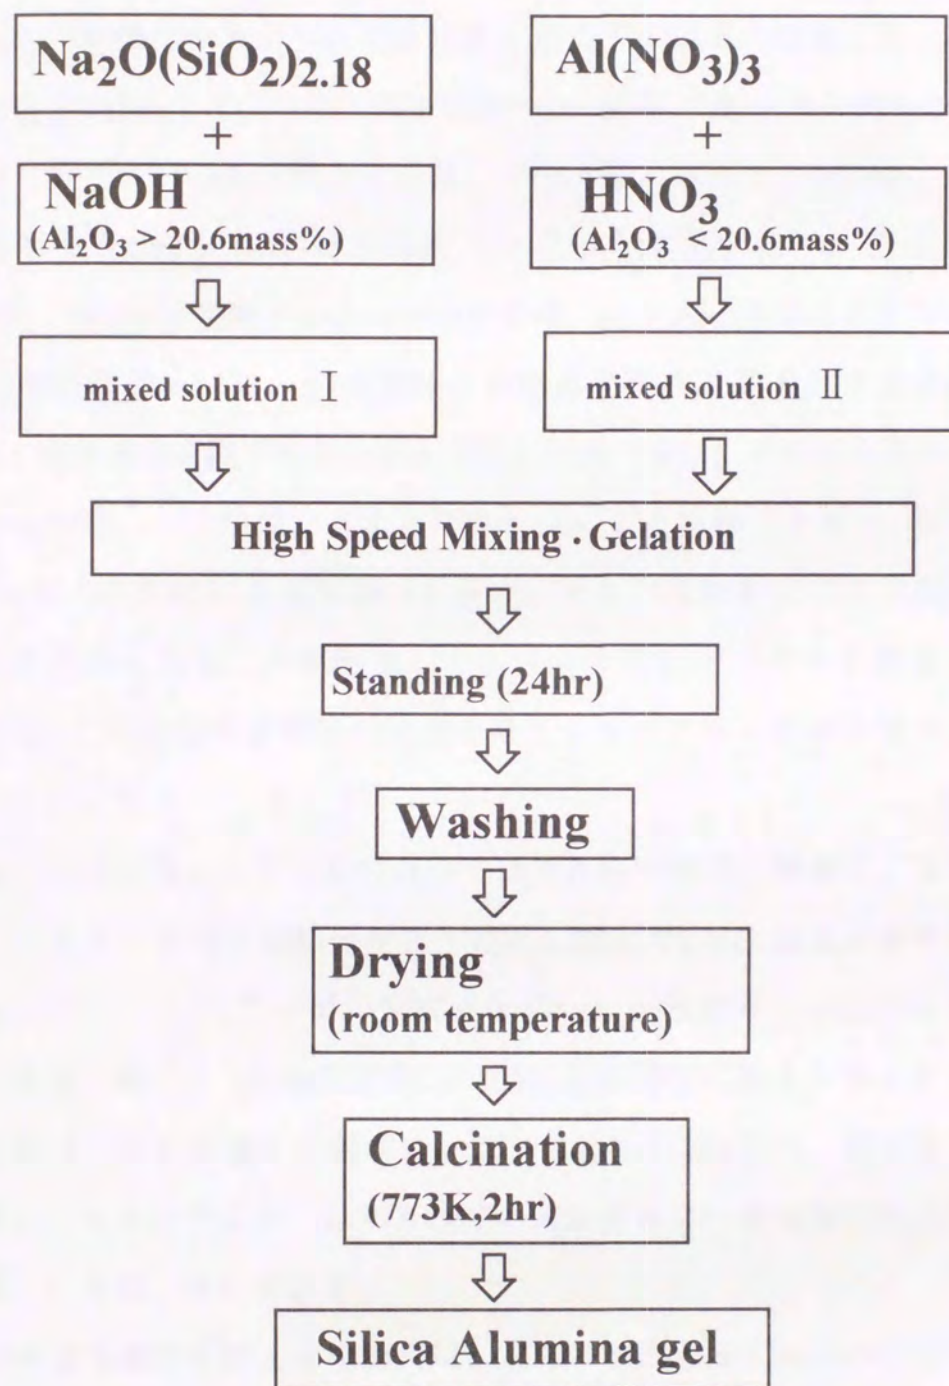 Na₂O(SiO₂)₂.₁₈
+
NaOH
(Al₂O₃ > 20.6mass%)
mixed solution Ⅰ
Al(NO₃)₃
+
HNO₃
(Al₂O₃ < 20.6mass%)
mixed solution Ⅱ
High Speed Mixing · Gelation
Standing (24hr)
Washing
Drying
(room temperature)
Calcination
(773K,2hr)
Silica Alumina gel